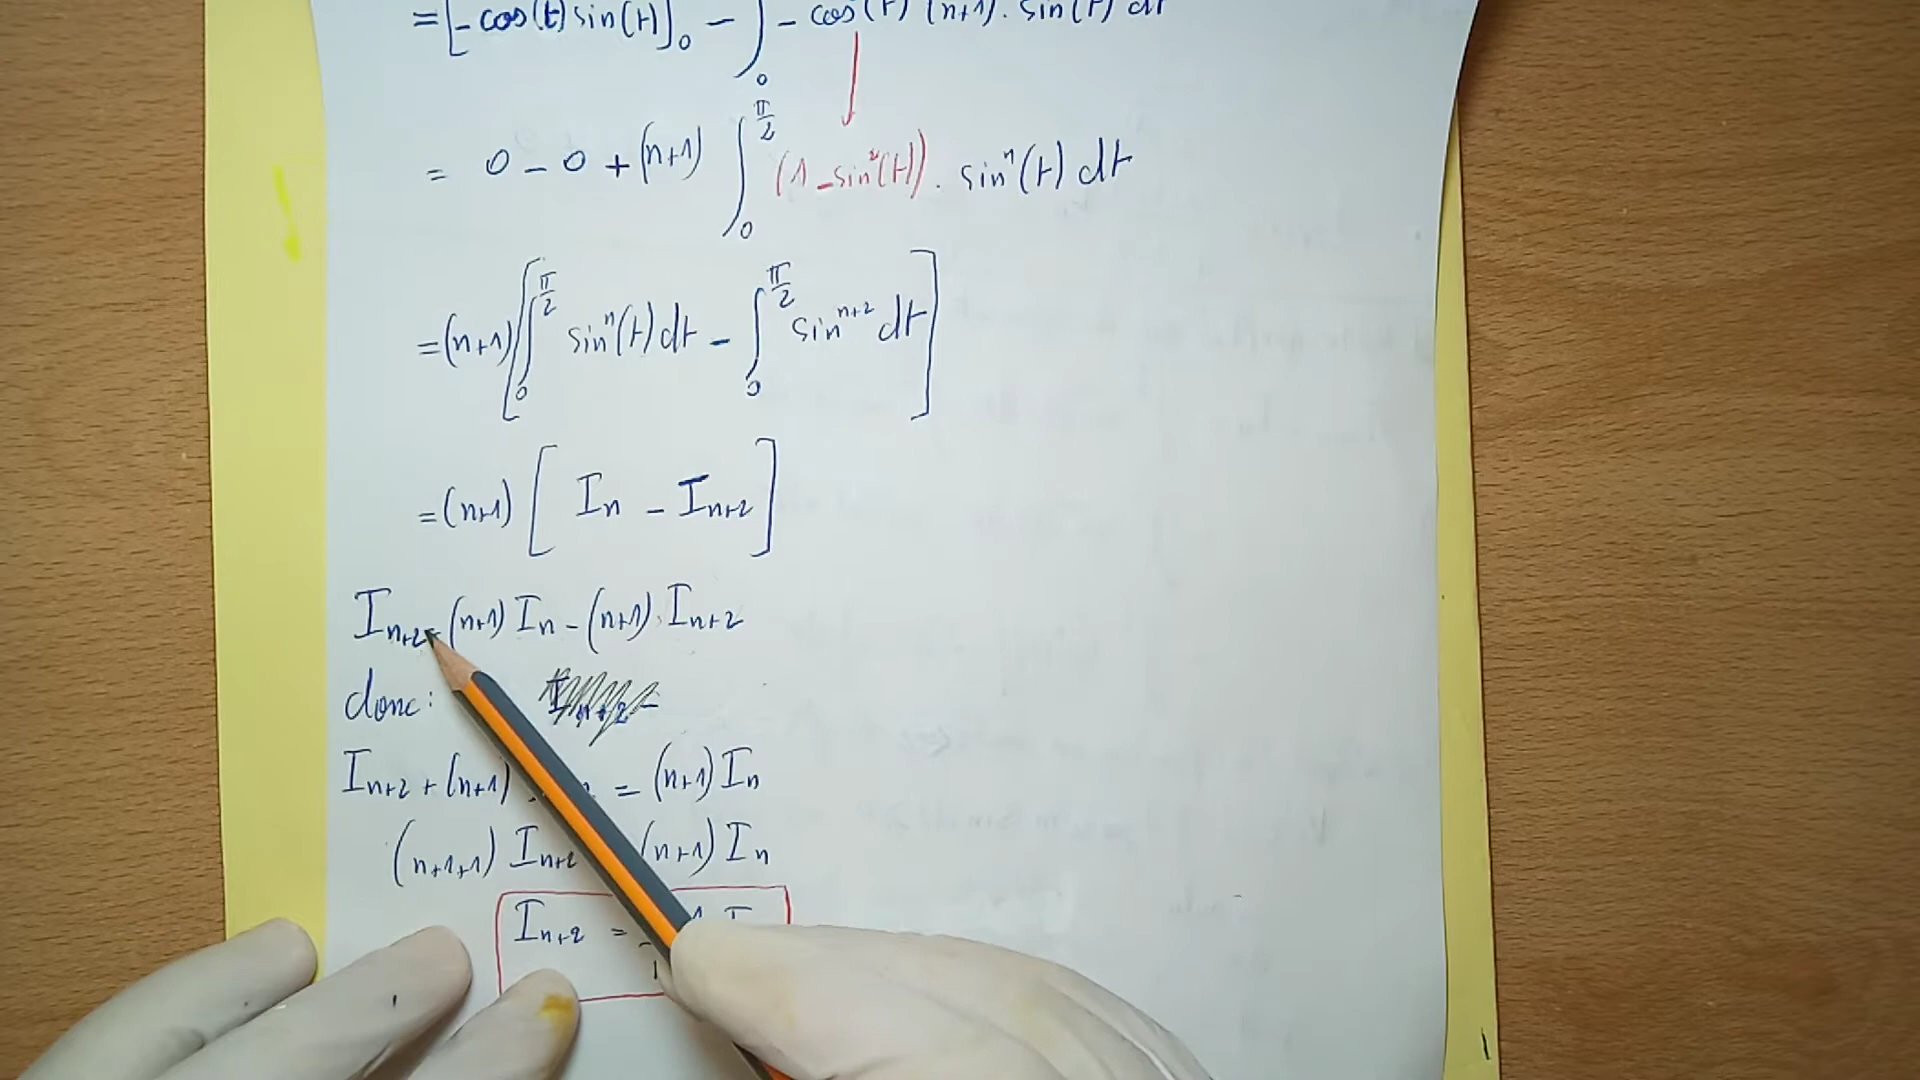 = [-cos(t) sin(t)]₀ - ∫₀ - cos (t) (n+1). sin(t) dt
= 0 - 0 + (n+1) ∫₀^{π/2} (1 - sin²(t)). sinⁿ(t) dt
= (n+1) [∫₀^{π/2} sinⁿ(t) dt - ∫₀^{π/2} sin^{n+2} dt]
= (n+1) [ Iₙ - Iₙ₊₂ ]
Iₙ₊₂ = (n+1) Iₙ - (n+1). Iₙ₊₂
donc :
Iₙ₊₂ + (n+1) = (n+1) Iₙ
(n+1+1) Iₙ₊₂ (n+1) Iₙ
Iₙ₊₂ =